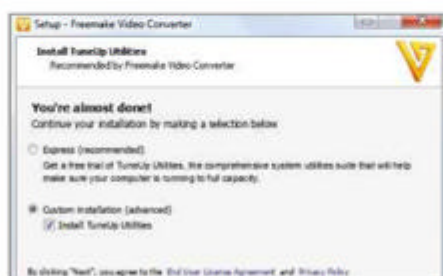 Setup - Freemake Video Converter
Install TuneUp Utilities
Recommended by Freemake Video Converter
You're almost done!
Continue your installation by making a selection below
Express (recommended)
Get a free trial of TuneUp Utilities, the comprehensive system utilities suite that will help
make sure your computer is running to full capacity.
Custom installation (advanced)
Install TuneUp Utilities
By clicking "Next", you agree to the End User License Agreement and Privacy Policy